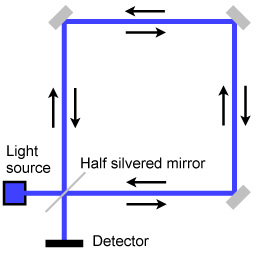 Light
source
Half silvered mirror
Detector